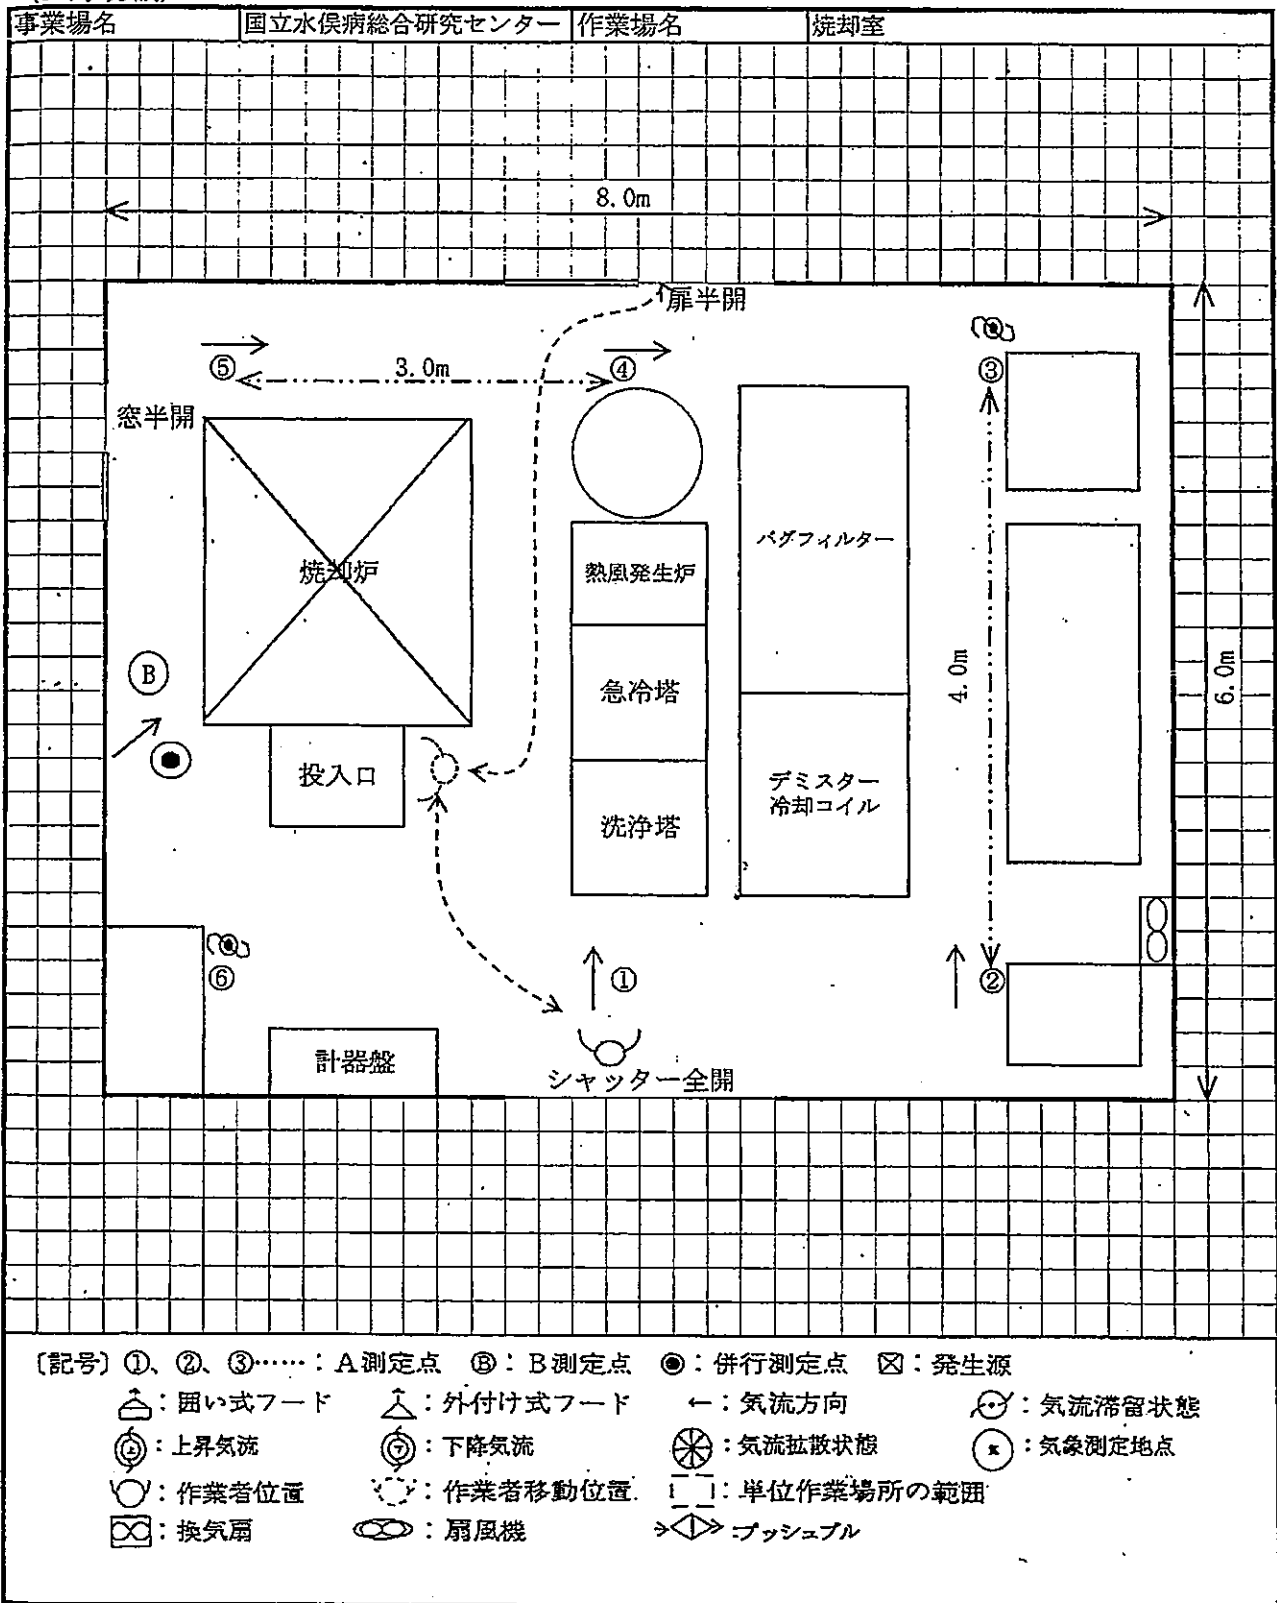 事業場名 国立水俣病総合研究センター 作業場名 焼却室
8.0m
扉半開
⑤ 3.0m ④ ③
窓半開
バグフィルター
焼却炉 熱風発生炉
Ⓑ 急冷塔 4.0m 6.0m
投入口 デミスター
冷却コイル
洗浄塔
⑥ ① ②
計器盤
シャッター全開
〔記号〕①、②、③……：A測定点 Ⓑ：B測定点 ◉：併行測定点 ☒：発生源
：囲い式フード ：外付け式フード ←：気流方向 ：気流滞留状態
上：上昇気流 下：下降気流 ：気流拡散状態 x：気象測定地点
：作業者位置 ：作業者移動位置 ：単位作業場所の範囲
：換気扇 ：扇風機 ：プッシュプル